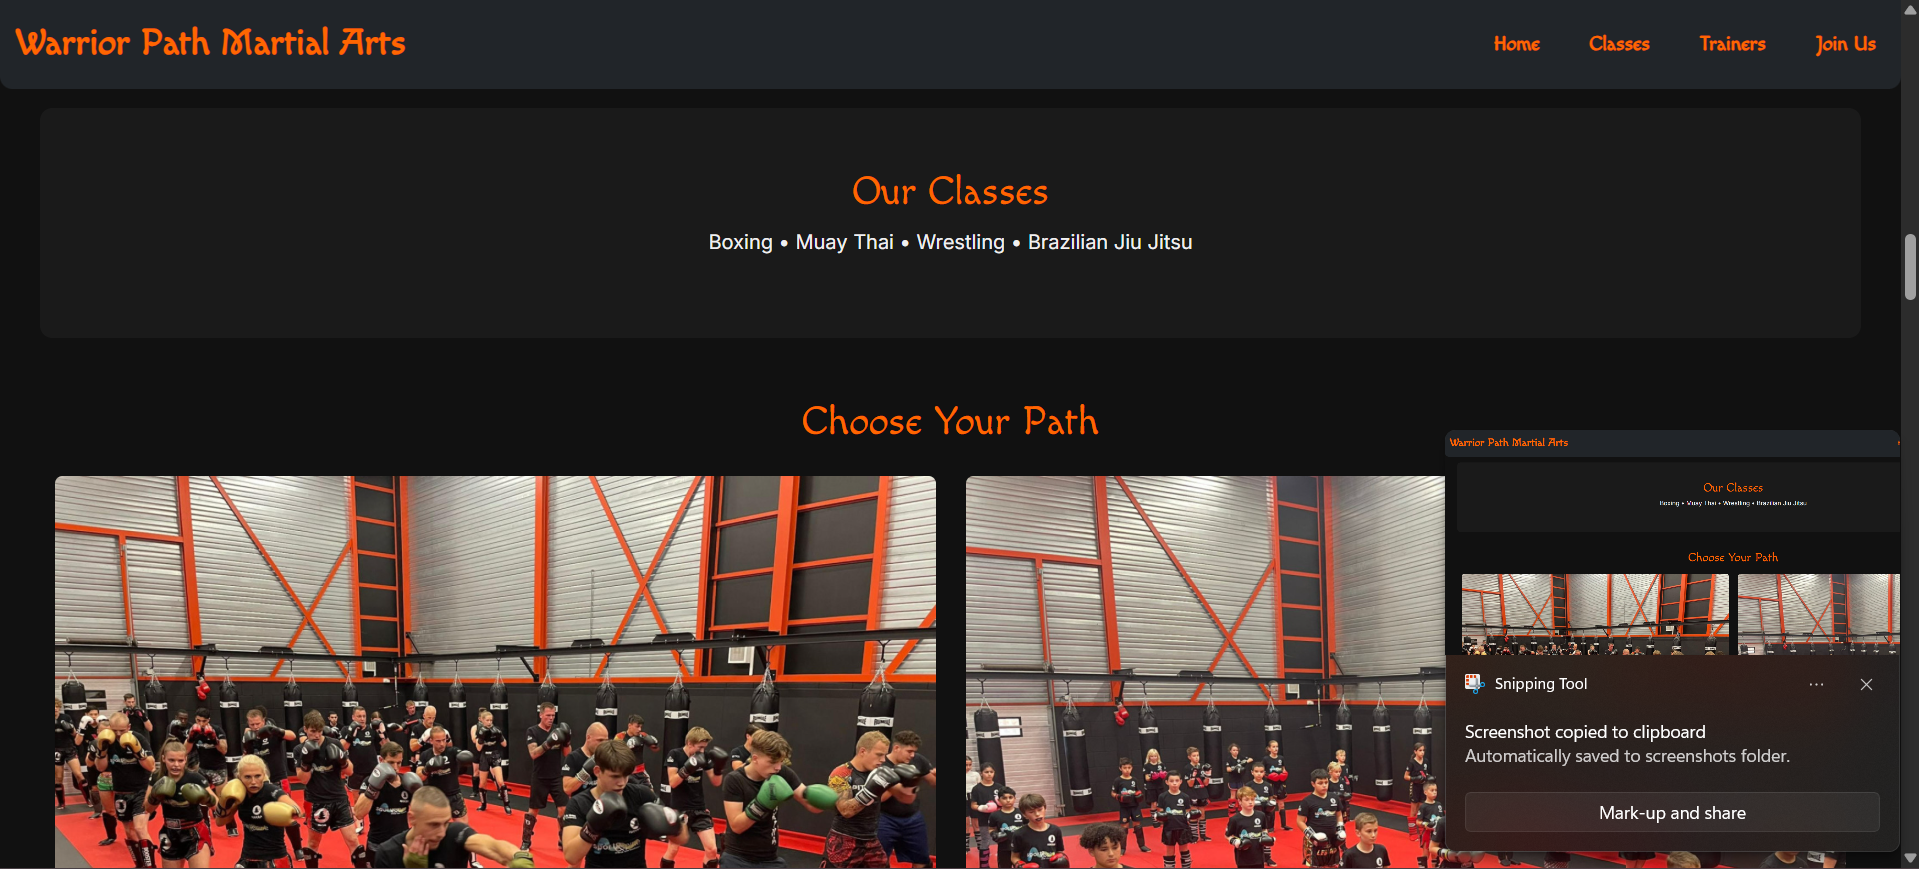 Warrior Path Martial Arts
Home Classes Trainers Join Us
Our Classes
Boxing • Muay Thai • Wrestling • Brazilian Jiu Jitsu
Choose Your Path
Warrior Path Martial Arts
Our Classes
Boxing • Muay Thai • Wrestling • Brazilian Jiu Jitsu
Choose Your Path
Snipping Tool
Screenshot copied to clipboard
Automatically saved to screenshots folder.
Mark-up and share